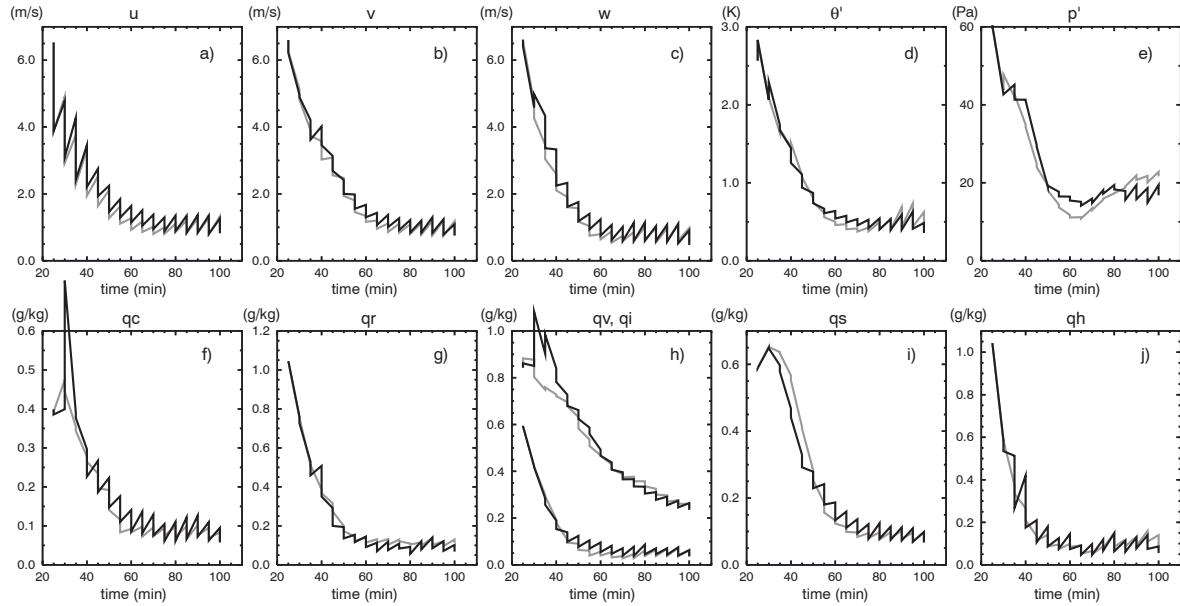 (m/s) u (m/s) v (m/s) w (K) θ' (Pa) p'
6.0 6.0 6.0 3.0 60
a) b) c) d) e)
4.0 4.0 4.0 2.0 40
2.0 2.0 2.0 1.0 20
0.0 0.0 0.0 0.0 0
20 40 60 80 100 20 40 60 80 100 20 40 60 80 100 20 40 60 80 100 20 40 60 80 100
time (min) time (min) time (min) time (min) time (min)
(g/kg) qc (g/kg) qr (g/kg) qv, qi (g/kg) qs (g/kg) qh
0.6 1.2 1.0
f) g) h) i) j)
0.5 1.0 0.8 0.6 1.0
0.4 0.8 0.6 0.4 0.8
0.3 0.6 0.4 0.2 0.6
0.2 0.4 0.2 0.4
0.1 0.2 0.2
0.0 0.0 0.0 0.0 0.0
20 40 60 80 100 20 40 60 80 100 20 40 60 80 100 20 40 60 80 100 20 40 60 80 100
time (min) time (min) time (min) time (min) time (min)